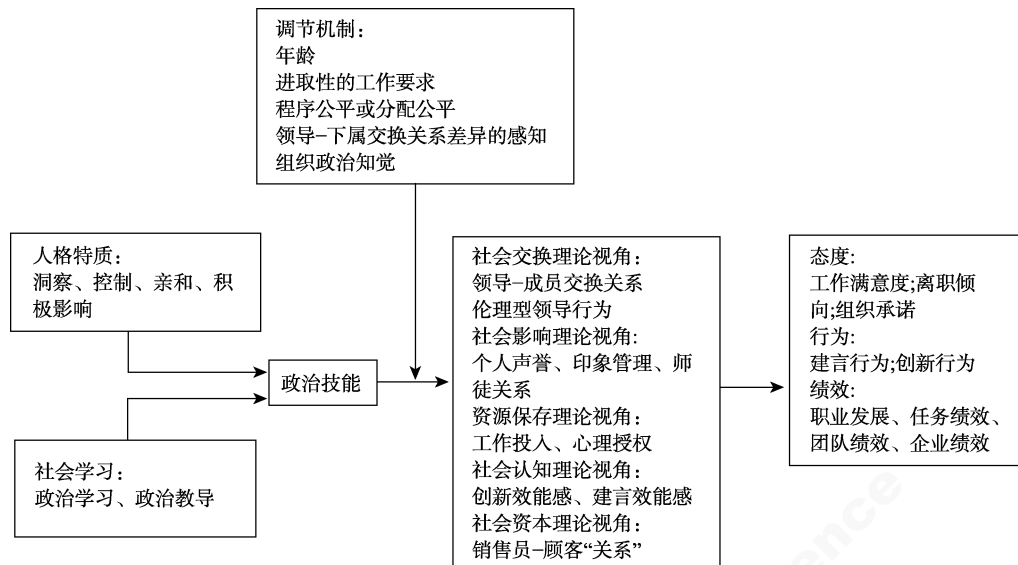 调节机制：
年龄
进取性的工作要求
程序公平或分配公平
领导–下属交换关系差异的感知
组织政治知觉
人格特质：
洞察、控制、亲和、积
极影响
社会学习：
政治学习、政治教导
政治技能
社会交换理论视角：
领导–成员交换关系
伦理型领导行为
社会影响理论视角:
个人声誉、印象管理、师
徒关系
资源保存理论视角：
工作投入、心理授权
社会认知理论视角：
创新效能感、建言效能感
社会资本理论视角：
销售员–顾客“关系”
态度:
工作满意度;离职倾
向;组织承诺
行为:
建言行为;创新行为
绩效:
职业发展、任务绩效、
团队绩效、企业绩效
ence